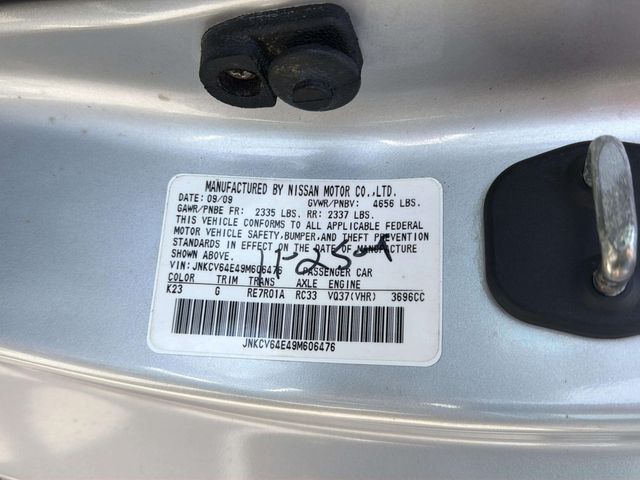 MANUFACTURED BY NISSAN MOTOR CO.,LTD.
DATE: 09/09 GVWR/PNBV: 4656 LBS.
GAWR/PNBE FR: 2335 LBS. RR: 2337 LBS.
THIS VEHICLE CONFORMS TO ALL APPLICABLE FEDERAL
MOTOR VEHICLE SAFETY, BUMPER, AND THEFT PREVENTION
STANDARDS IN EFFECT ON THE DATE OF MANUFACTURE
SHOWN ABOVE.
VIN: JNKCV64E49M606476 PASSENGER CAR
COLOR TRIM TRANS AXLE ENGINE
K23 G RE7R01A RC33 VQ37(VHR) 3696CC
JNKCV64E49M606476